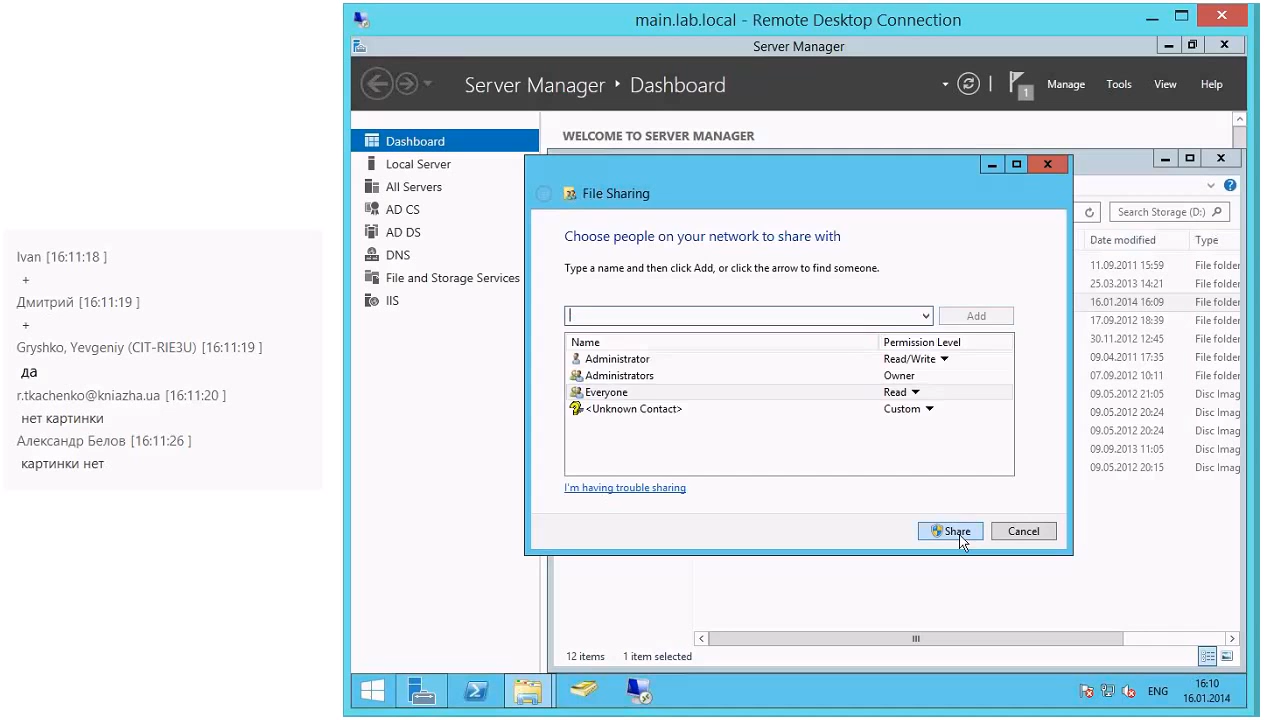 main.lab.local - Remote Desktop Connection
Server Manager
Server Manager
Dashboard
1
Manage
Tools
View
Help
Dashboard
Local Server
All Servers
AD CS
AD DS
DNS
File and Storage Services
IIS
WELCOME TO SERVER MANAGER
File Sharing
Choose people on your network to share with
Type a name and then click Add, or click the arrow to find someone.
Add
Name Permission Level
Administrator Read/Write
Administrators Owner
Everyone Read
<Unknown Contact> Custom
I'm having trouble sharing
Share
Cancel
Search Storage (D:)
Date modified Type
11.09.2011 15:59 File folder
25.03.2013 14:21 File folder
16.01.2014 16:09 File folder
17.09.2012 18:39 File folder
30.11.2012 12:45 File folder
09.04.2011 17:35 File folder
07.09.2012 10:11 File folder
09.05.2012 21:05 Disc Imag
09.05.2012 20:24 Disc Imag
09.05.2012 20:24 Disc Imag
09.09.2013 11:05 Disc Imag
09.05.2012 20:15 Disc Imag
12 items 1 item selected
ENG
16:10
16.01.2014
Ivan [16:11:18 ]
+
Дмитрий [16:11:19 ]
+
Gryshko, Yevgeniy (CIT-RIE3U) [16:11:19 ]
да
r.tkachenko@kniazha.ua [16:11:20 ]
нет картинки
Александр Белов [16:11:26 ]
картинки нет